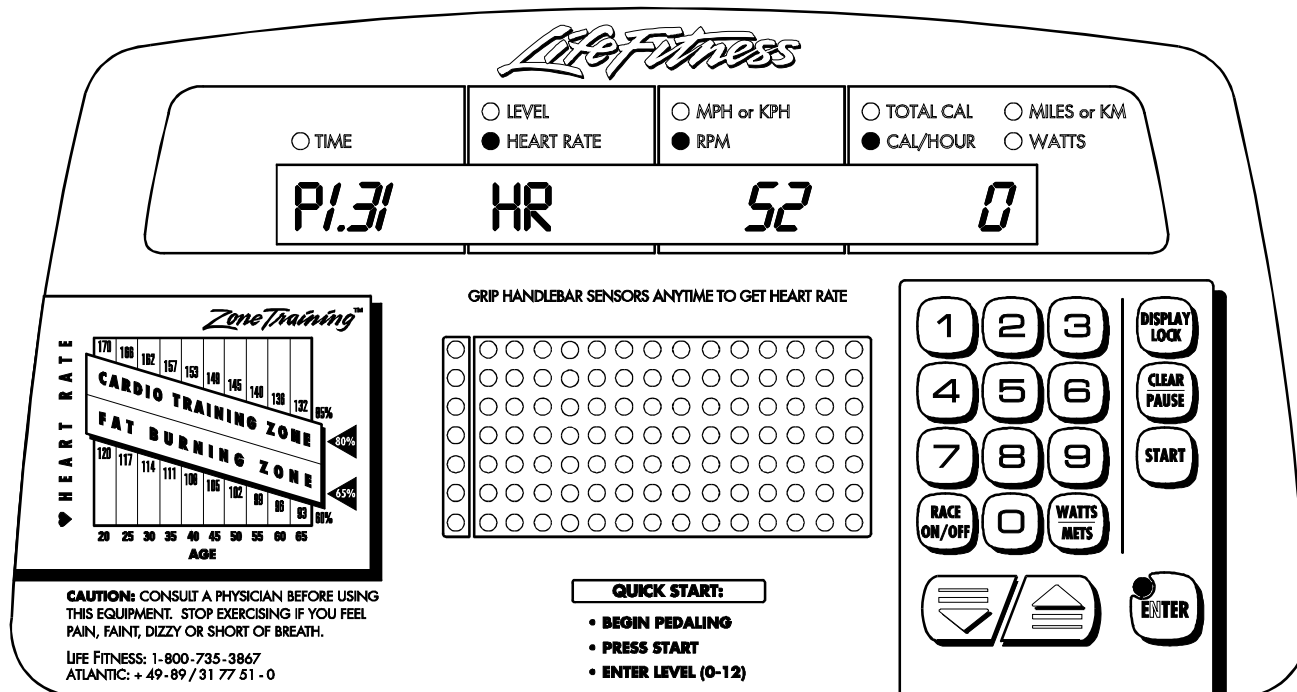 Life Fitness
LEVEL
MPH or KPH
TOTAL CAL
MILES or KM
TIME
HEART RATE
RPM
CAL/HOUR
WATTS
P1.31 HR 52 0
GRIP HANDLEBAR SENSORS ANYTIME TO GET HEART RATE
Zone Training™
HEART RATE
170 166 162 157 153 149 145 140 136 132 85%
CARDIO TRAINING ZONE
80%
FAT BURNING ZONE
65%
120 117 114 111 108 105 102 99 96 93 60%
20 25 30 35 40 45 50 55 60 65
AGE
CAUTION: CONSULT A PHYSICIAN BEFORE USING
THIS EQUIPMENT. STOP EXERCISING IF YOU FEEL
PAIN, FAINT, DIZZY OR SHORT OF BREATH.
LIFE FITNESS: 1-800-735-3867
ATLANTIC: + 49-89 / 31 77 51 - 0
QUICK START:
• BEGIN PEDALING
• PRESS START
• ENTER LEVEL (0-12)
1 2 3
DISPLAY
LOCK
4 5 6
CLEAR
PAUSE
7 8 9
START
RACE
ON/OFF
0
WATTS
METS
ENTER